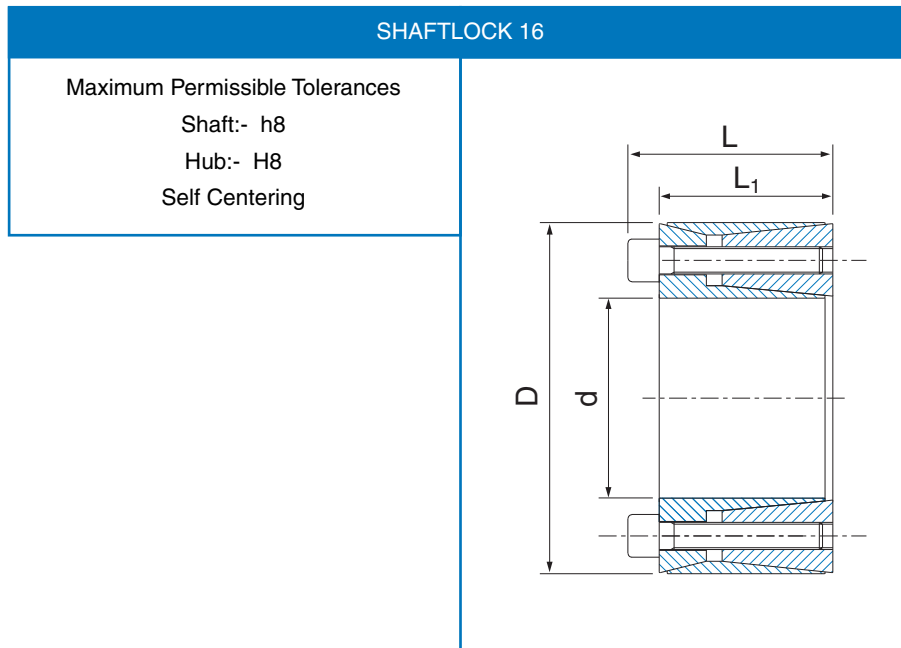 SHAFTLOCK 16
Maximum Permissible Tolerances
Shaft:- h8
Hub:- H8
Self Centering
L
L₁
D
d